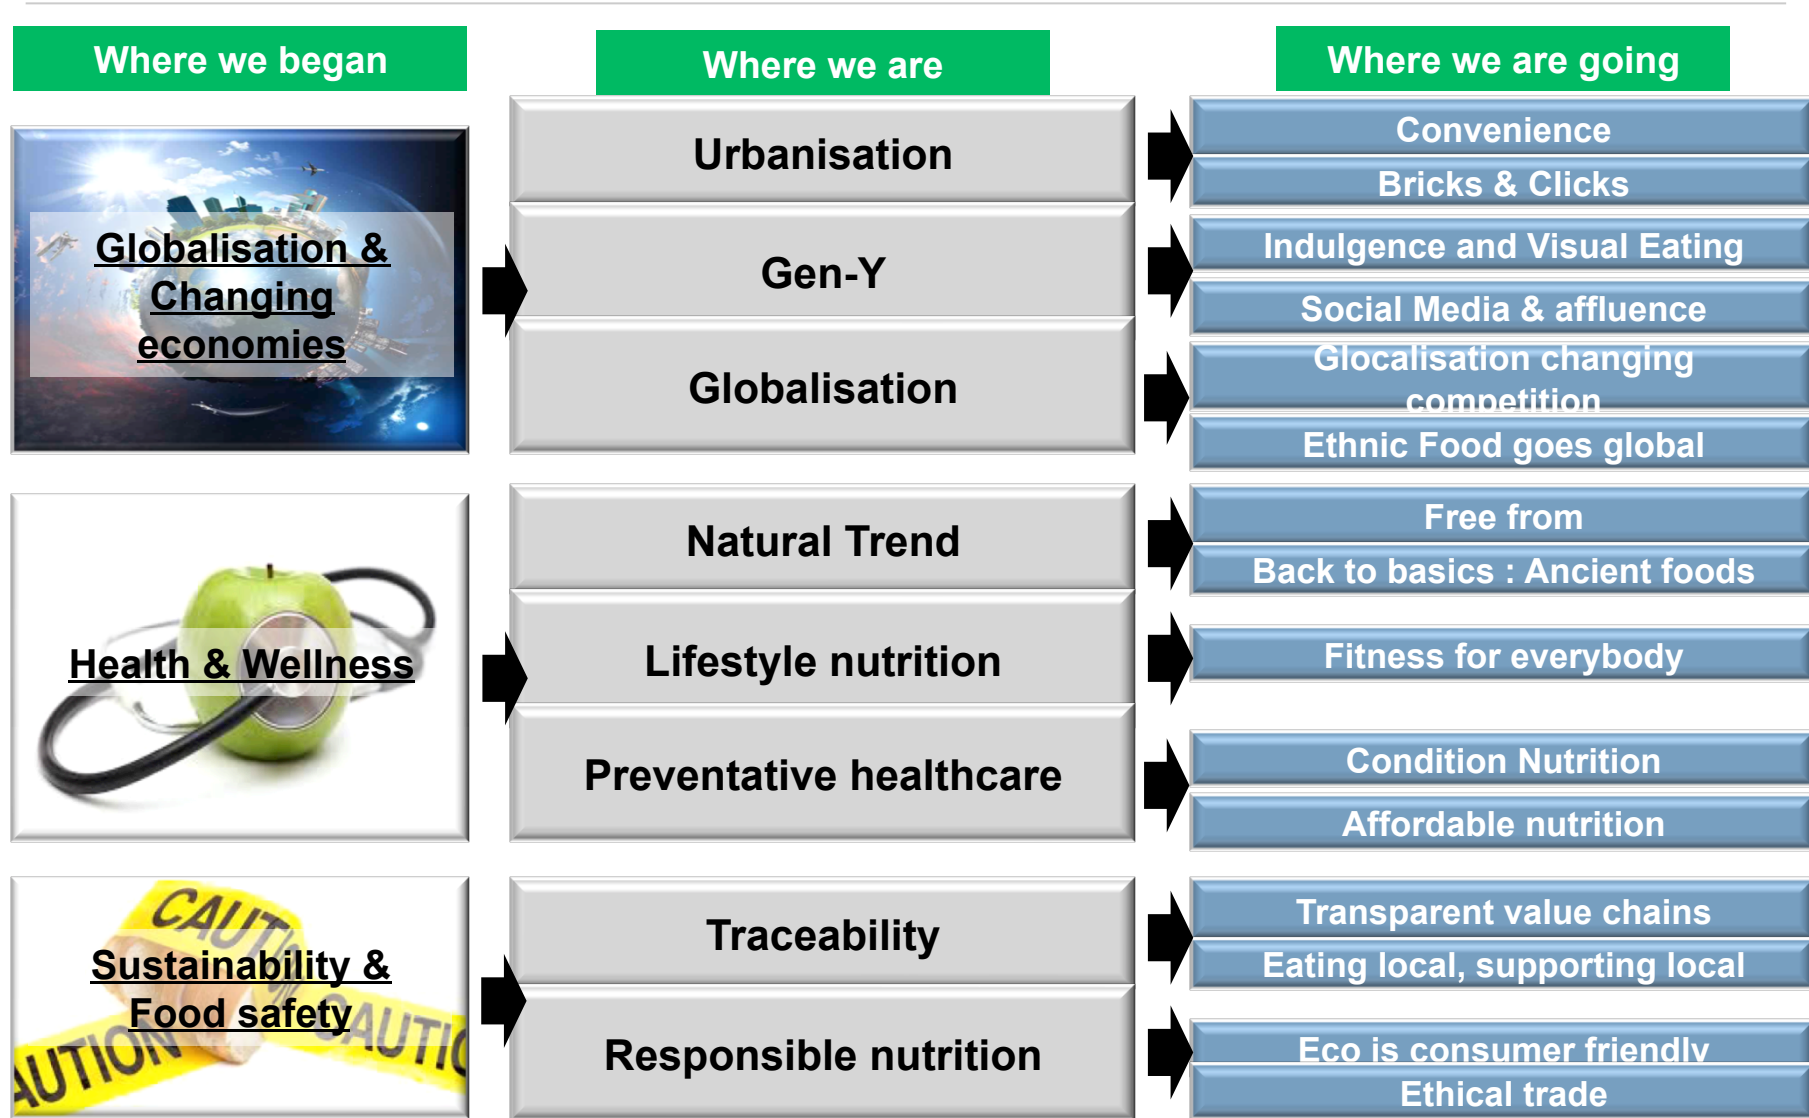 Where we began
Where we are
Where we are going
Globalisation &
Changing
economies
Urbanisation
Gen-Y
Globalisation
Convenience
Bricks & Clicks
Indulgence and Visual Eating
Social Media & affluence
Glocalisation changing
competition
Ethnic Food goes global
Health & Wellness
Natural Trend
Lifestyle nutrition
Preventative healthcare
Free from
Back to basics : Ancient foods
Fitness for everybody
Condition Nutrition
Affordable nutrition
CAUTION
CAUTION
AUTION
Sustainability &
Food safety
Traceability
Responsible nutrition
Transparent value chains
Eating local, supporting local
Eco is consumer friendly
Ethical trade